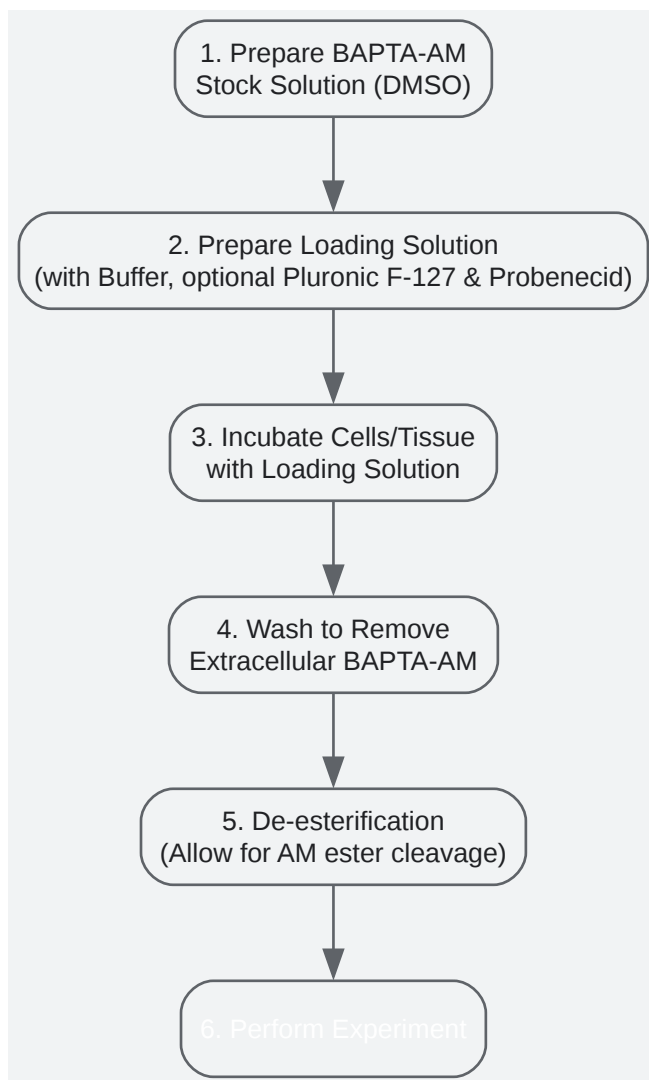 1. Prepare BAPTA-AM
Stock Solution (DMSO)
2. Prepare Loading Solution
(with Buffer, optional Pluronic F-127 & Probenecid)
3. Incubate Cells/Tissue
with Loading Solution
4. Wash to Remove
Extracellular BAPTA-AM
5. De-esterification
(Allow for AM ester cleavage)
6. Perform Experiment